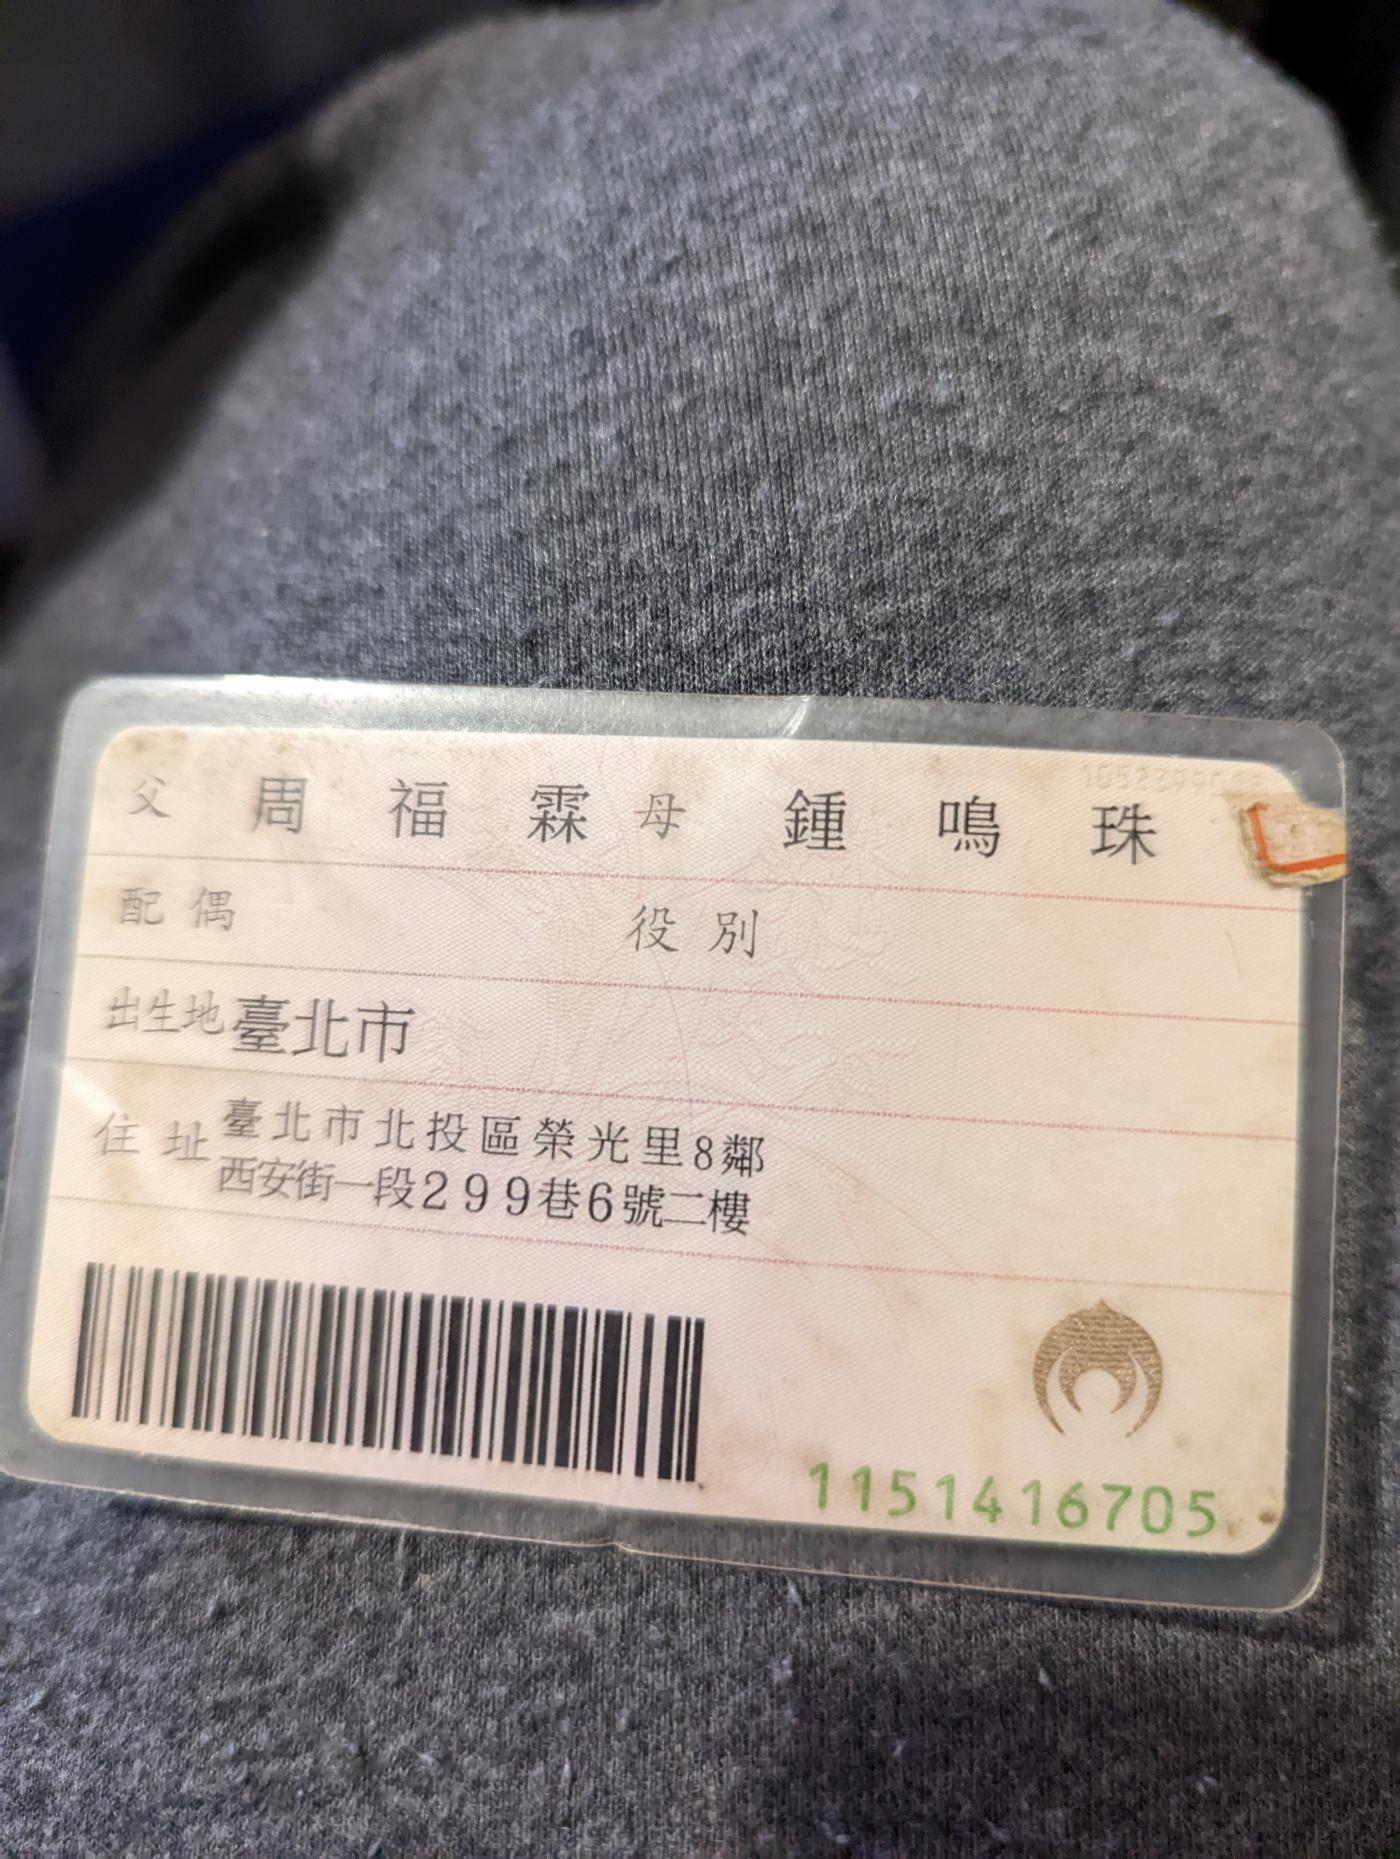 父 周福霖 母 鍾鳴珠
配偶 役別
出生地 臺北市
住址 臺北市北投區榮光里8鄰
西安街一段299巷6號二樓
1151416705